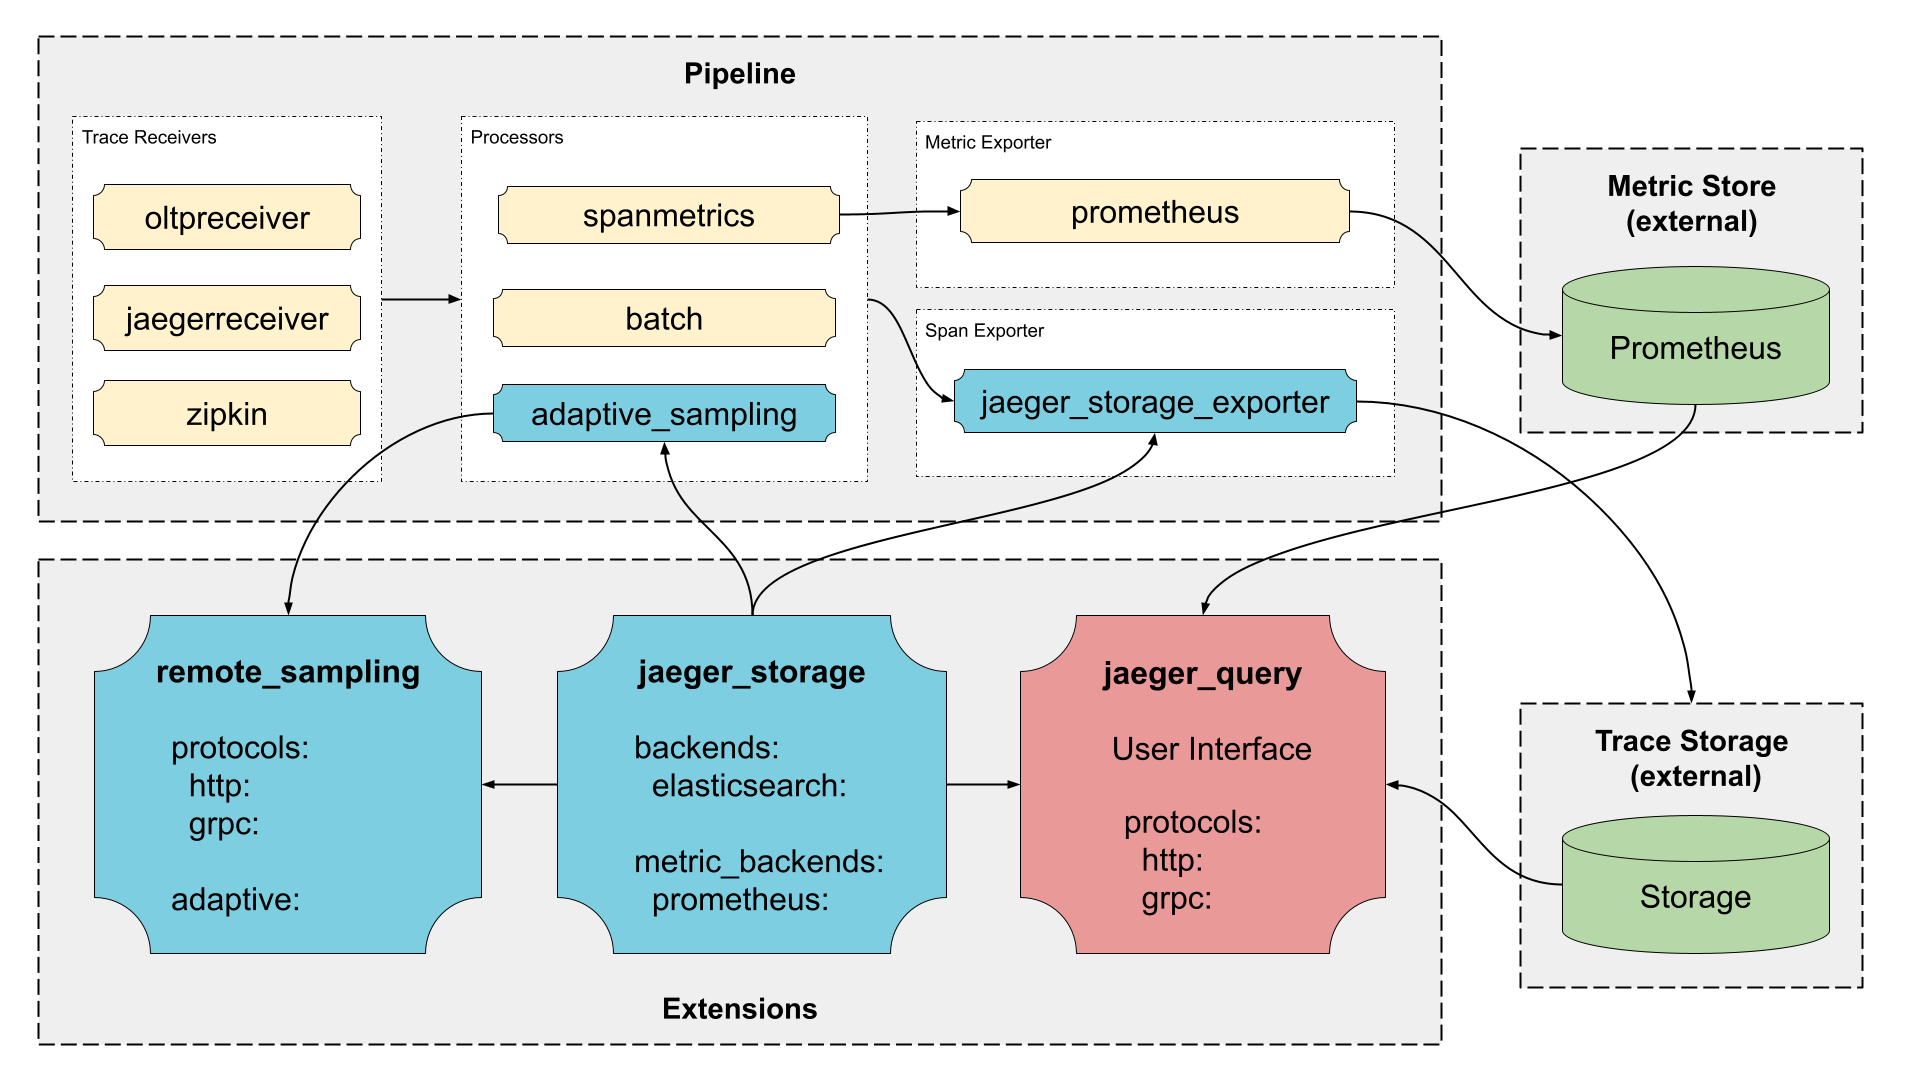 Pipeline
Trace Receivers
oltpreceiver
jaegerreceiver
zipkin
Processors
spanmetrics
batch
adaptive_sampling
Metric Exporter
prometheus
Span Exporter
jaeger_storage_exporter
Metric Store
(external)
Prometheus
remote_sampling
protocols:
http:
grpc:
adaptive:
jaeger_storage
backends:
elasticsearch:
metric_backends:
prometheus:
jaeger_query
User Interface
protocols:
http:
grpc:
Extensions
Trace Storage
(external)
Storage